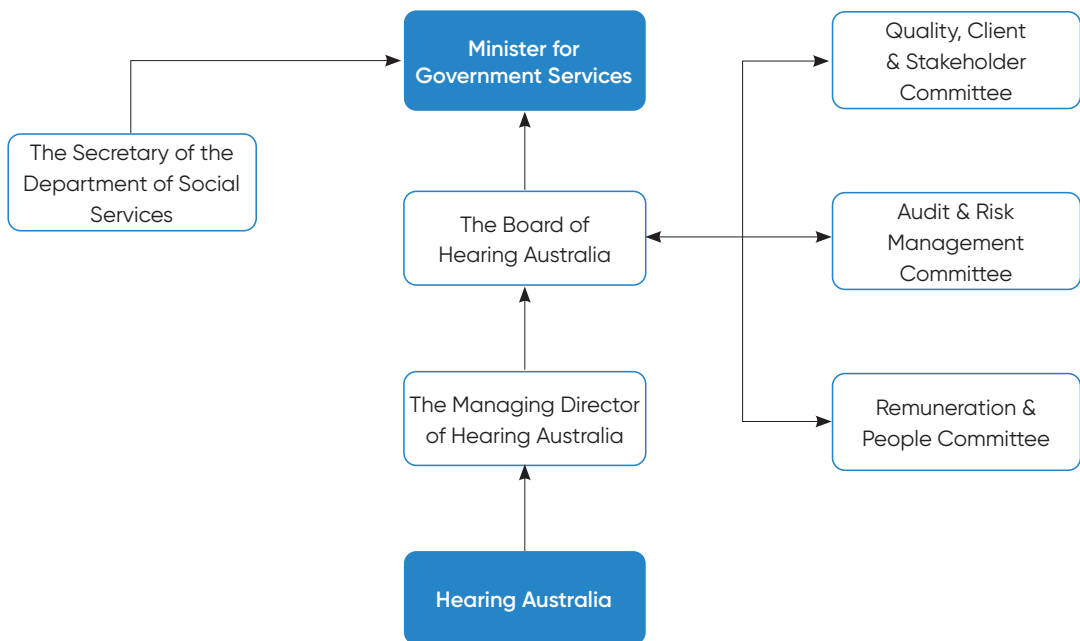 Minister for
Government Services
Quality, Client
& Stakeholder
Committee
The Secretary of the
Department of Social
Services
The Board of
Hearing Australia
Audit & Risk
Management
Committee
The Managing Director
of Hearing Australia
Remuneration &
People Committee
Hearing Australia